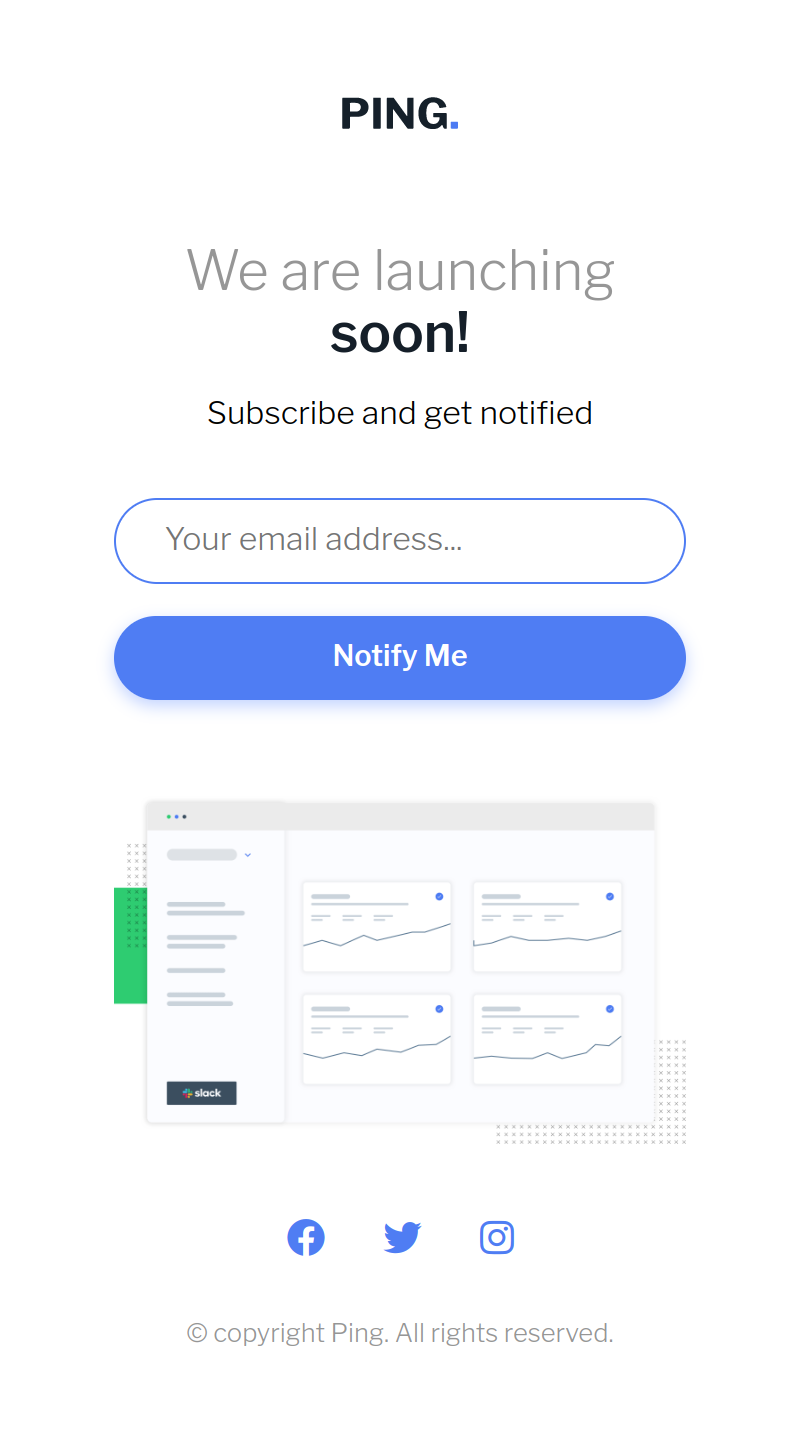 PING.
We are launching
soon!
Subscribe and get notified
Your email address...
Notify Me
slack
© copyright Ping. All rights reserved.